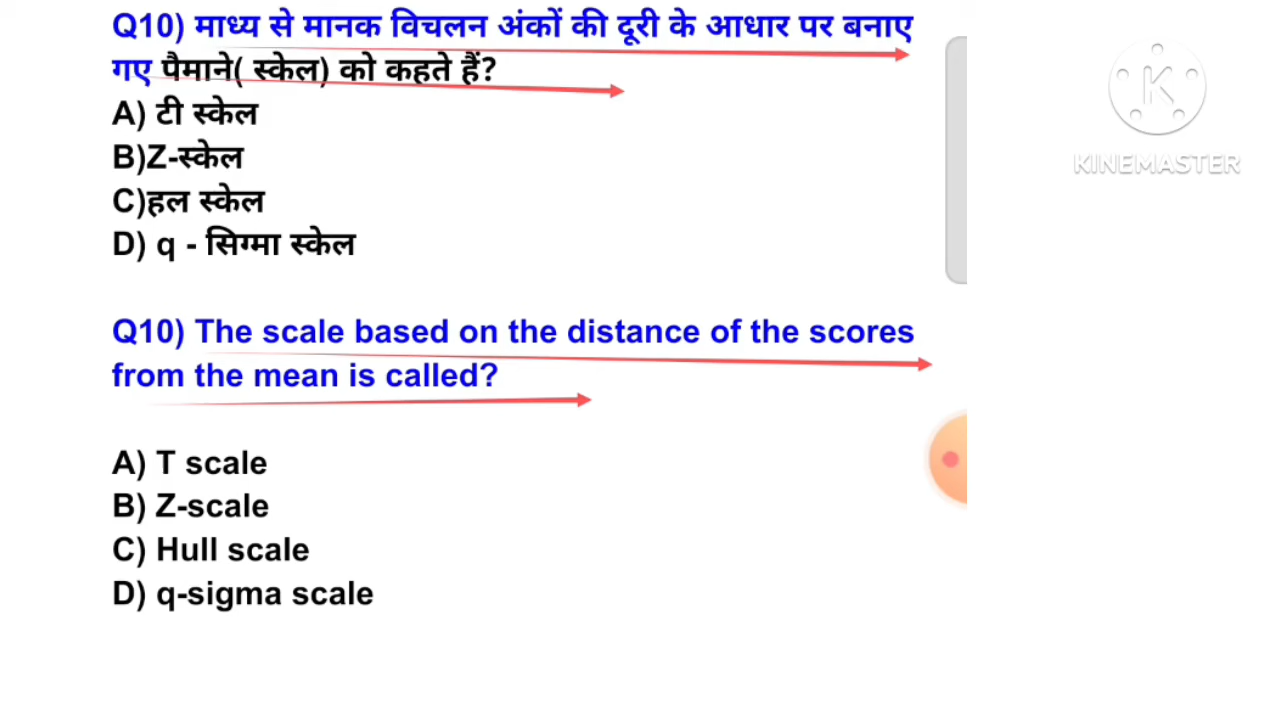 Q10) माध्य से मानक विचलन अंकों की दूरी के आधार पर बनाए
गए पैमाने( स्केल) को कहते हैं?
A) टी स्केल
B)Z-स्केल
C)हल स्केल
D) q - सिग्मा स्केल
Q10) The scale based on the distance of the scores
from the mean is called?
A) T scale
B) Z-scale
C) Hull scale
D) q-sigma scale
K
KINEMASTER